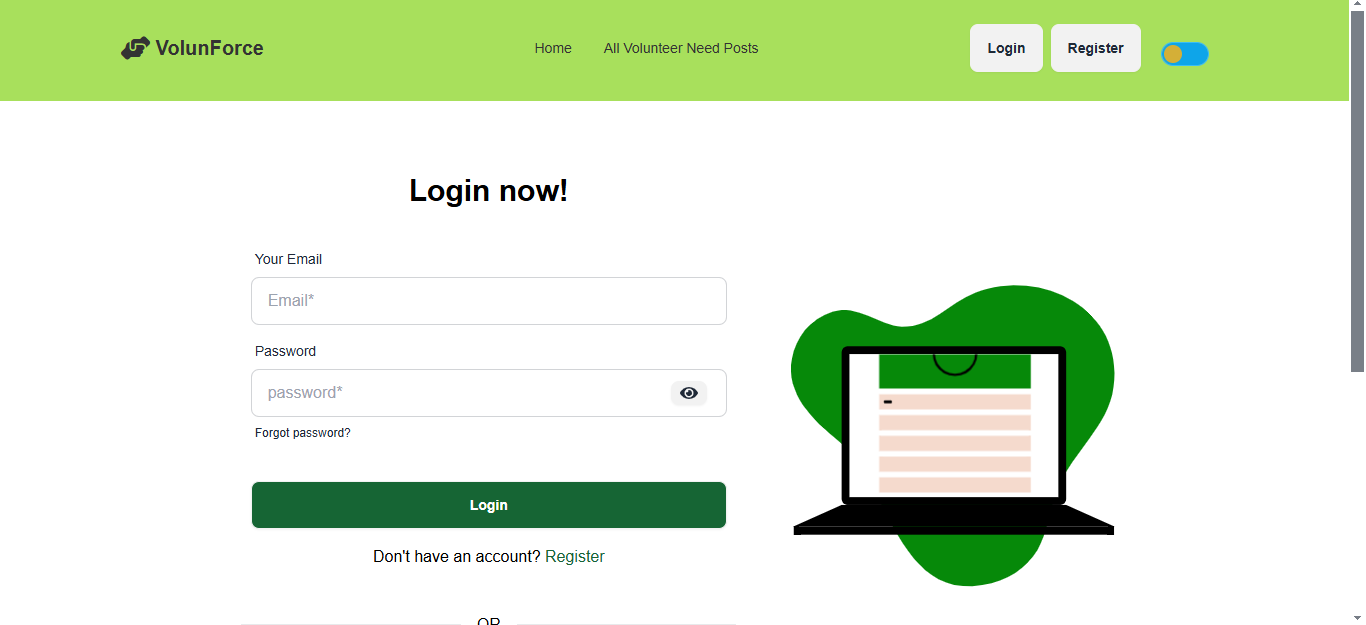 VolunForce
Home
All Volunteer Need Posts
Login
Register
Login now!
Your Email
Email*
Password
password*
Forgot password?
Login
Don't have an account? Register
OR